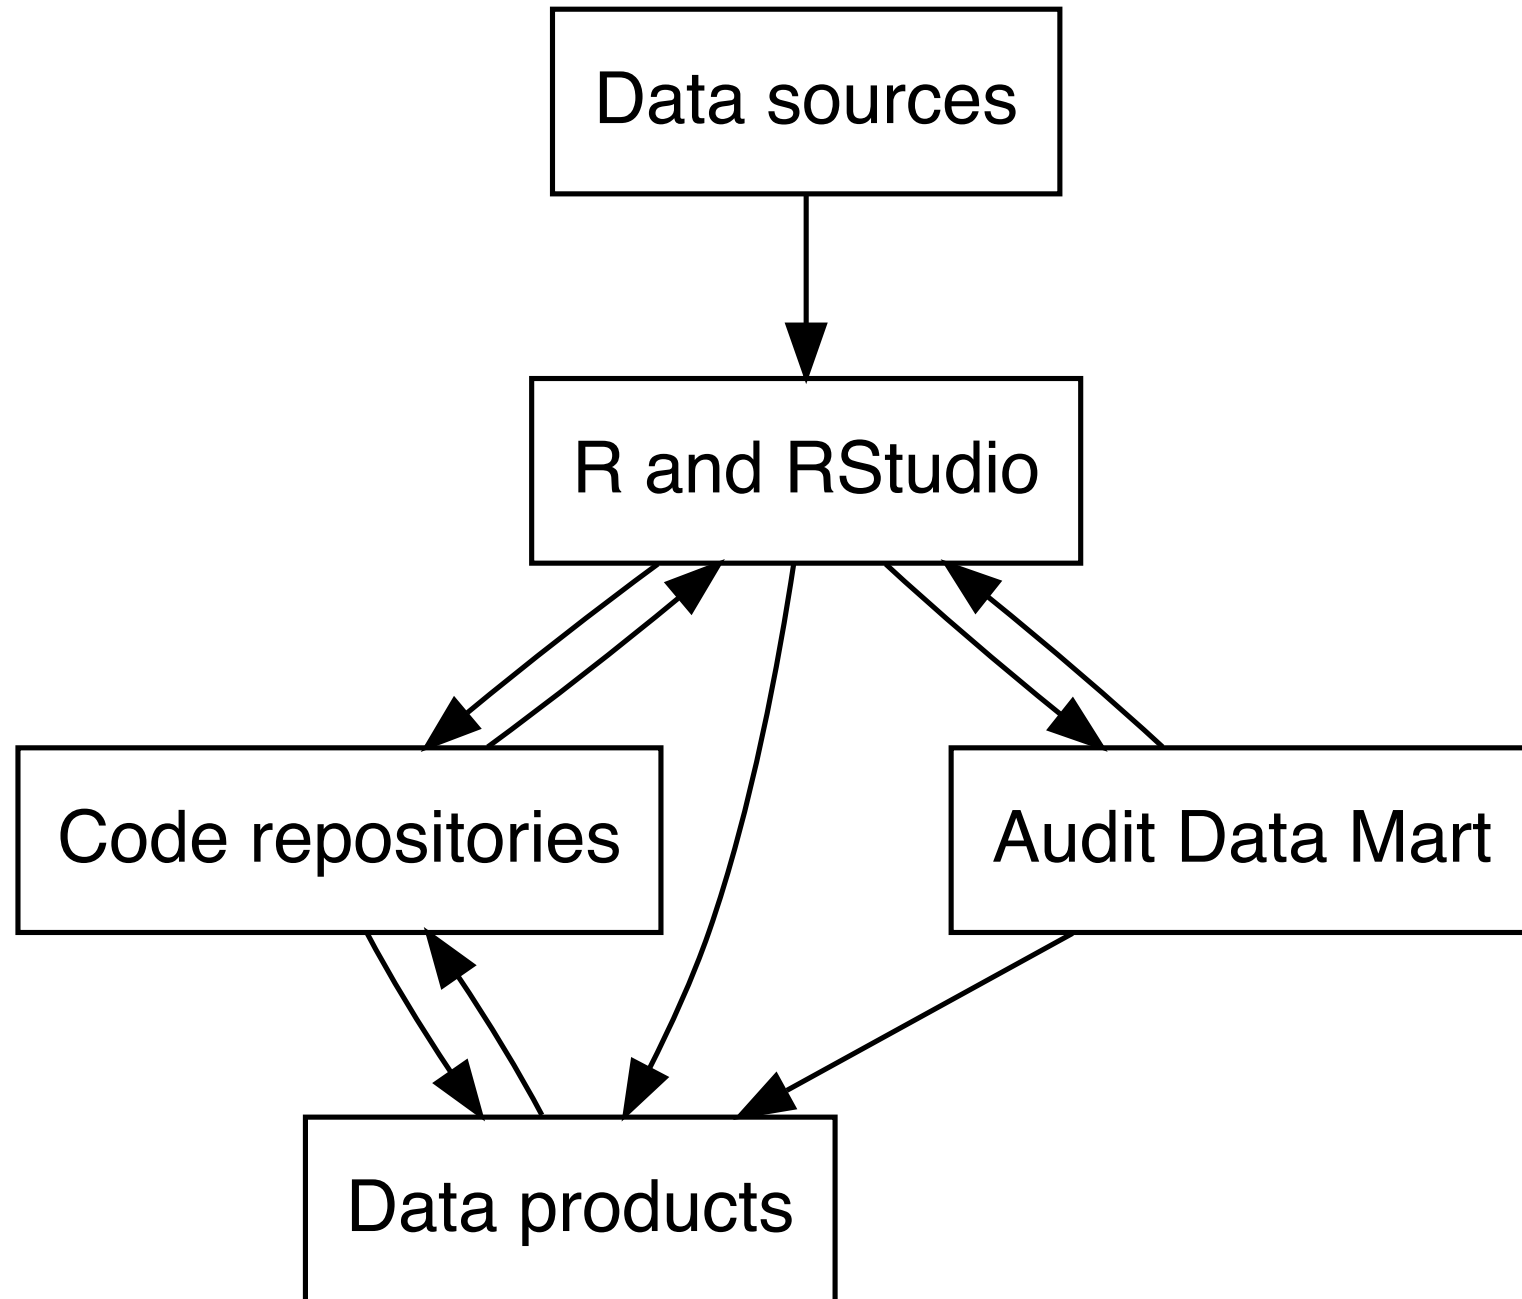 Data sources
R and RStudio
Code repositories
Audit Data Mart
Data products